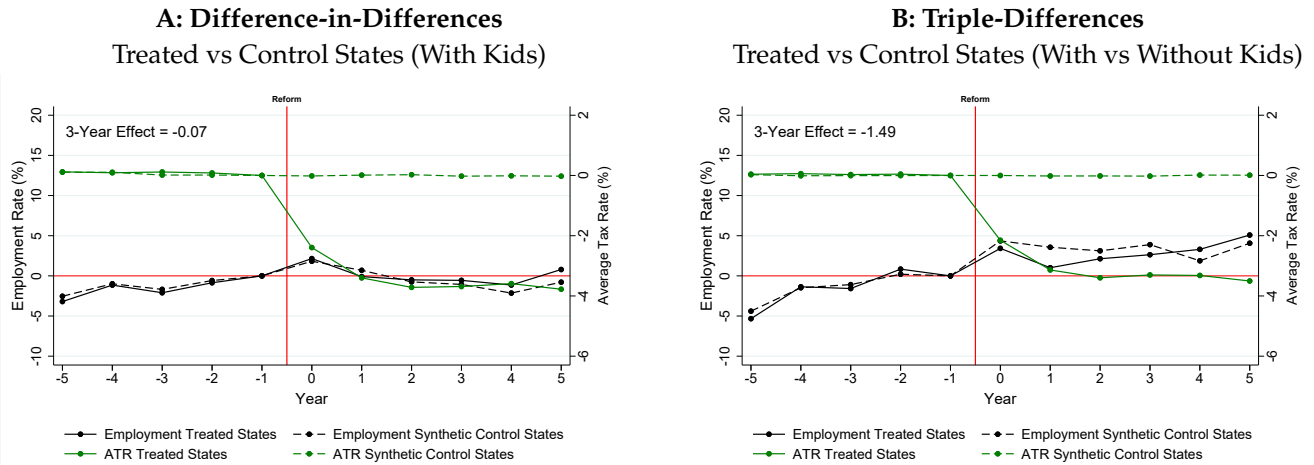 A: Difference-in-Differences
Treated vs Control States (With Kids)
Reform
3-Year Effect = -0.07
Employment Rate (%)
20
15
10
5
0
-5
-10
Average Tax Rate (%)
2
0
-2
-4
-6
-5 -4 -3 -2 -1 0 1 2 3 4 5
Year
Employment Treated States Employment Synthetic Control States
ATR Treated States ATR Synthetic Control States
B: Triple-Differences
Treated vs Control States (With vs Without Kids)
Reform
3-Year Effect = -1.49
Employment Rate (%)
20
15
10
5
0
-5
-10
Average Tax Rate (%)
2
0
-2
-4
-6
-5 -4 -3 -2 -1 0 1 2 3 4 5
Year
Employment Treated States Employment Synthetic Control States
ATR Treated States ATR Synthetic Control States